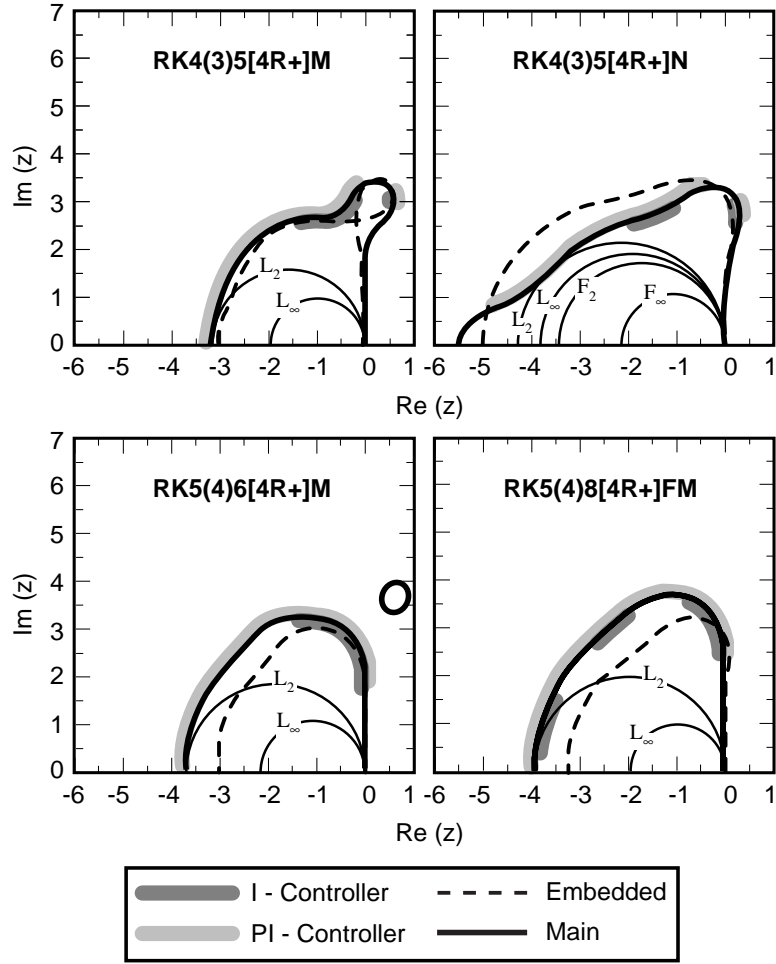 7
6
5
4
3
2
1
0
Im (z)
RK4(3)5[4R+]M
L2
L∞
-6 -5 -4 -3 -2 -1 0 1
RK4(3)5[4R+]N
L2
L∞
F2
F∞
-6 -5 -4 -3 -2 -1 0 1
Re (z)
7
6
5
4
3
2
1
0
Im (z)
RK5(4)6[4R+]M
L2
L∞
-6 -5 -4 -3 -2 -1 0 1
RK5(4)8[4R+]FM
L2
L∞
-6 -5 -4 -3 -2 -1 0 1
Re (z)
I - Controller
Embedded
PI - Controller
Main